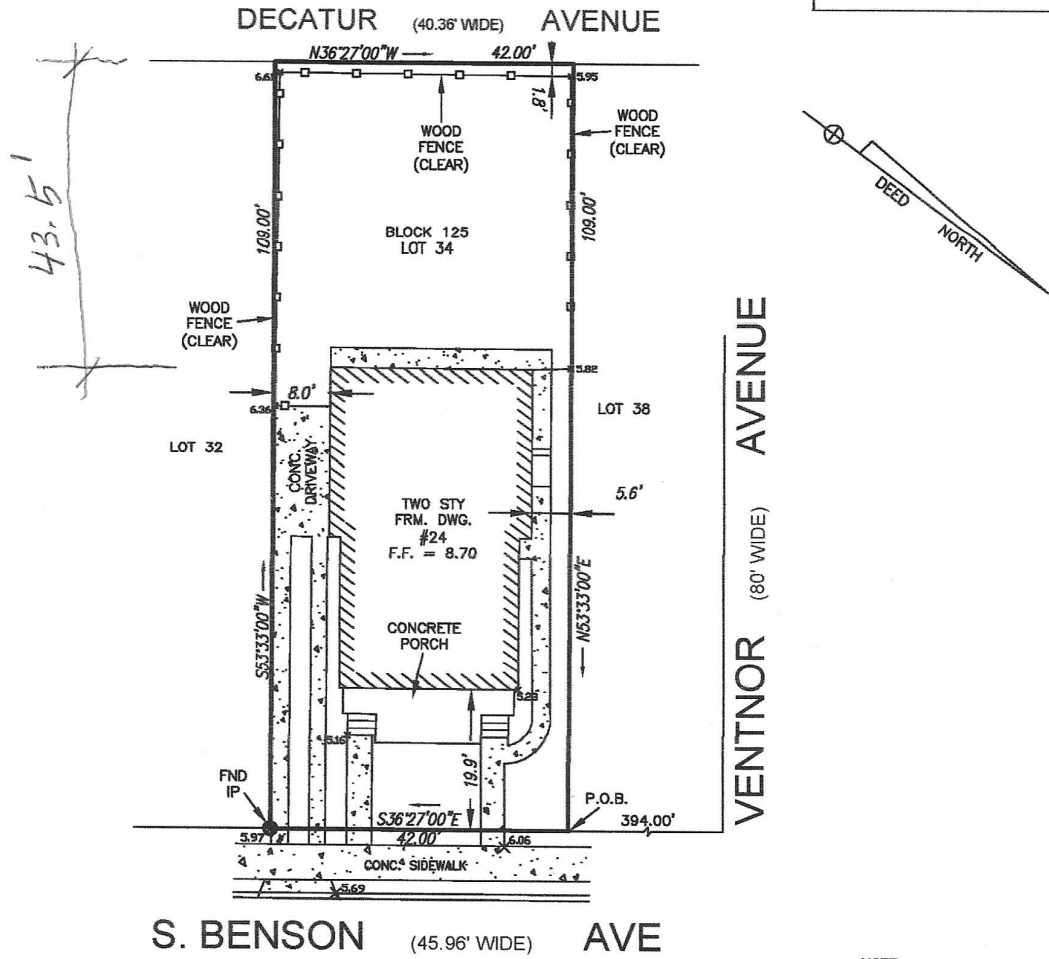 DECATUR (40.36' WIDE) AVENUE
N36°27'00"W 42.00'
6.61
5.95
1.8'
WOOD
FENCE
(CLEAR)
WOOD
FENCE
(CLEAR)
DEED NORTH
43.5'
109.00'
BLOCK 125
LOT 34
109.00'
WOOD
FENCE
(CLEAR)
5.82
8.0'
6.36
LOT 32
LOT 38
CONC.
DRIVEWAY
TWO STY
FRM. DWG.
#24
F.F. = 8.70
5.6'
S53°33'00"W
N53°33'00"E
CONCRETE
PORCH
5.23
5.16
19.9'
FND
IP
P.O.B.
S36°27'00"E
42.00'
394.00'
5.97
6.06
CONC. SIDEWALK
5.69
VENTNOR (80' WIDE) AVENUE
S. BENSON (45.96' WIDE) AVE